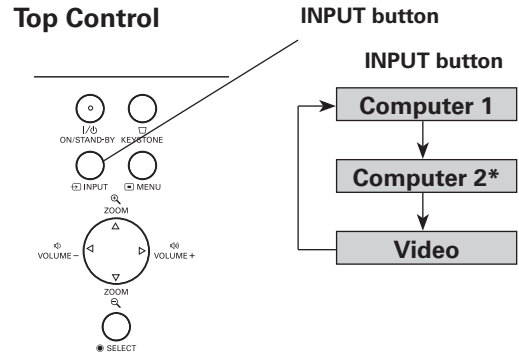 Top Control
INPUT button
INPUT button
Computer 1
Computer 2*
Video
ON/STAND-BY KEYSTONE
INPUT MENU
ZOOM
VOLUME – VOLUME +
ZOOM
SELECT